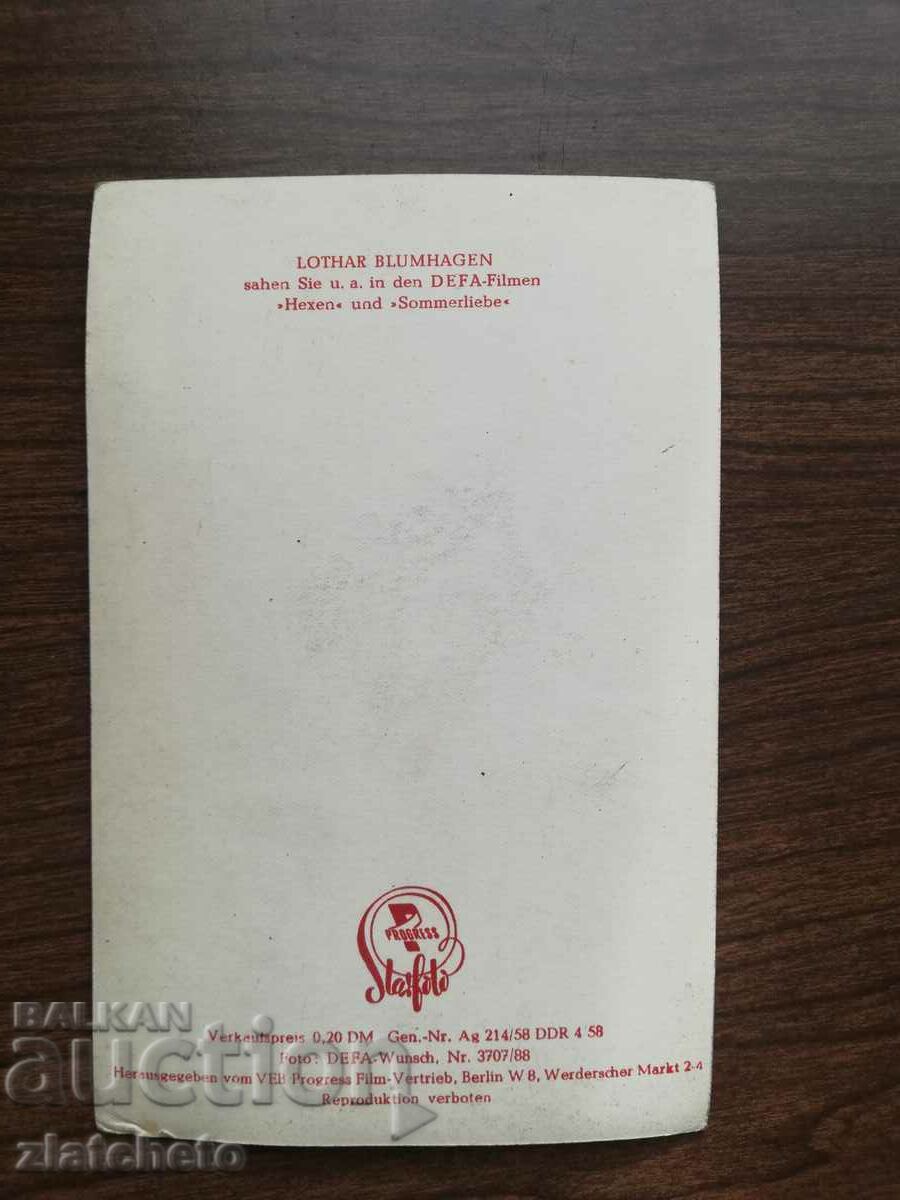 LOTHAR BLUMHAGEN
sahen Sie u. a. in den DEFA-Filmen
»Hexen« und »Sommerliebe«
PROGRESS
Starfoto
Verkaufspreis 0,20 DM Gen.-Nr. Ag 214/58 DDR 4 58
Foto: DEFA-Wunsch, Nr. 3707/88
Herausgegeben vom VEB Progress Film-Vertrieb, Berlin W 8, Werderscher Markt 2-4
Reproduktion verboten
BALKAN
auction
zlatcheto